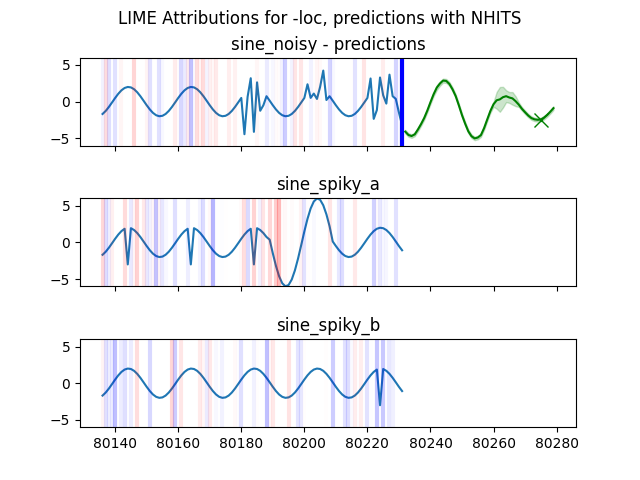 LIME Attributions for -loc, predictions with NHITS
sine_noisy - predictions
5
0
−5
sine_spiky_a
5
0
−5
sine_spiky_b
5
0
−5
80140 80160 80180 80200 80220 80240 80260 80280